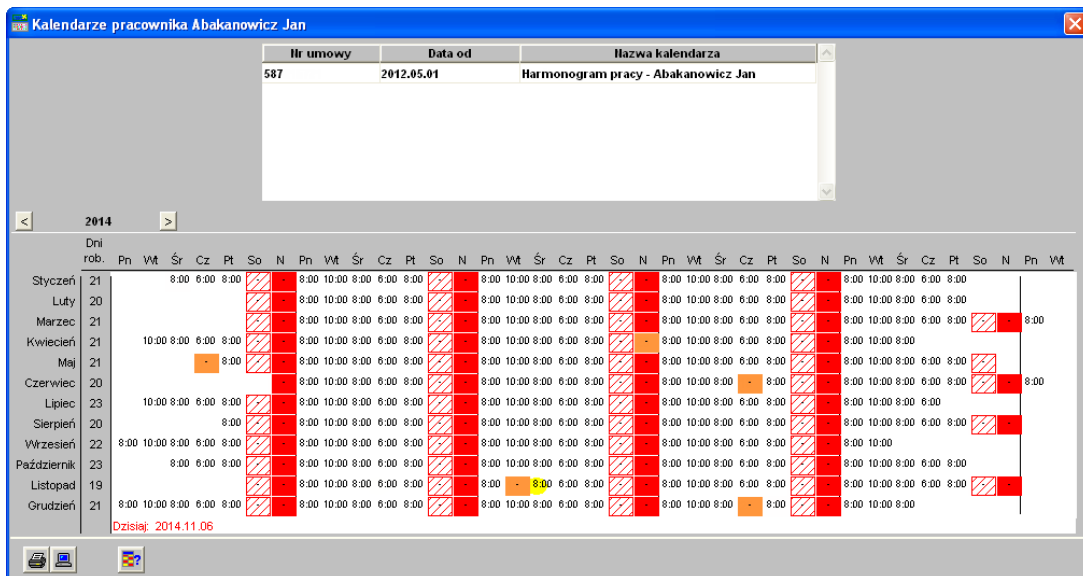 Kalendarze pracownika Abakanowicz Jan
Nr umowy Data od Nazwa kalendarza
587 2012.05.01 Harmonogram pracy - Abakanowicz Jan
< 2014 >
Dni
rob. Pn Wt Śr Cz Pt So N Pn Wt Śr Cz Pt So N Pn Wt Śr Cz Pt So N Pn Wt Śr Cz Pt So N Pn Wt Śr Cz Pt So N Pn Wt
Styczeń 21 8:00 6:00 8:00 - - 8:00 10:00 8:00 6:00 8:00 - - 8:00 10:00 8:00 6:00 8:00 - - 8:00 10:00 8:00 6:00 8:00 - - 8:00 10:00 8:00 6:00 8:00
Luty 20 - - 8:00 10:00 8:00 6:00 8:00 - - 8:00 10:00 8:00 6:00 8:00 - - 8:00 10:00 8:00 6:00 8:00 - - 8:00 10:00 8:00 6:00 8:00
Marzec 21 - - 8:00 10:00 8:00 6:00 8:00 - - 8:00 10:00 8:00 6:00 8:00 - - 8:00 10:00 8:00 6:00 8:00 - - 8:00 10:00 8:00 6:00 8:00 - - 8:00
Kwiecień 21 10:00 8:00 6:00 8:00 - - 8:00 10:00 8:00 6:00 8:00 - - 8:00 10:00 8:00 6:00 8:00 - - 8:00 10:00 8:00 6:00 8:00 - - 8:00 10:00 8:00
Maj 21 - 8:00 - - 8:00 10:00 8:00 6:00 8:00 - - 8:00 10:00 8:00 6:00 8:00 - - 8:00 10:00 8:00 6:00 8:00 - - 8:00 10:00 8:00 6:00 8:00 -
Czerwiec 20 - 8:00 10:00 8:00 6:00 8:00 - - 8:00 10:00 8:00 6:00 8:00 - - 8:00 10:00 8:00 - 8:00 - - 8:00 10:00 8:00 6:00 8:00 - - 8:00
Lipiec 23 10:00 8:00 6:00 8:00 - - 8:00 10:00 8:00 6:00 8:00 - - 8:00 10:00 8:00 6:00 8:00 - - 8:00 10:00 8:00 6:00 8:00 - - 8:00 10:00 8:00 6:00
Sierpień 20 8:00 - - 8:00 10:00 8:00 6:00 8:00 - - 8:00 10:00 8:00 6:00 8:00 - - 8:00 10:00 8:00 6:00 8:00 - - 8:00 10:00 8:00 6:00 8:00 - -
Wrzesień 22 8:00 10:00 8:00 6:00 8:00 - - 8:00 10:00 8:00 6:00 8:00 - - 8:00 10:00 8:00 6:00 8:00 - - 8:00 10:00 8:00 6:00 8:00 - - 8:00 10:00
Październik 23 8:00 6:00 8:00 - - 8:00 10:00 8:00 6:00 8:00 - - 8:00 10:00 8:00 6:00 8:00 - - 8:00 10:00 8:00 6:00 8:00 - - 8:00 10:00 8:00 6:00 8:00
Listopad 19 - - 8:00 10:00 8:00 6:00 8:00 - - 8:00 - 8:00 6:00 8:00 - - 8:00 10:00 8:00 6:00 8:00 - - 8:00 10:00 8:00 6:00 8:00 - -
Grudzień 21 8:00 10:00 8:00 6:00 8:00 - - 8:00 10:00 8:00 6:00 8:00 - - 8:00 10:00 8:00 6:00 8:00 - - 8:00 10:00 8:00 - 8:00 - - 8:00 10:00 8:00
Dzisiaj: 2014.11.06